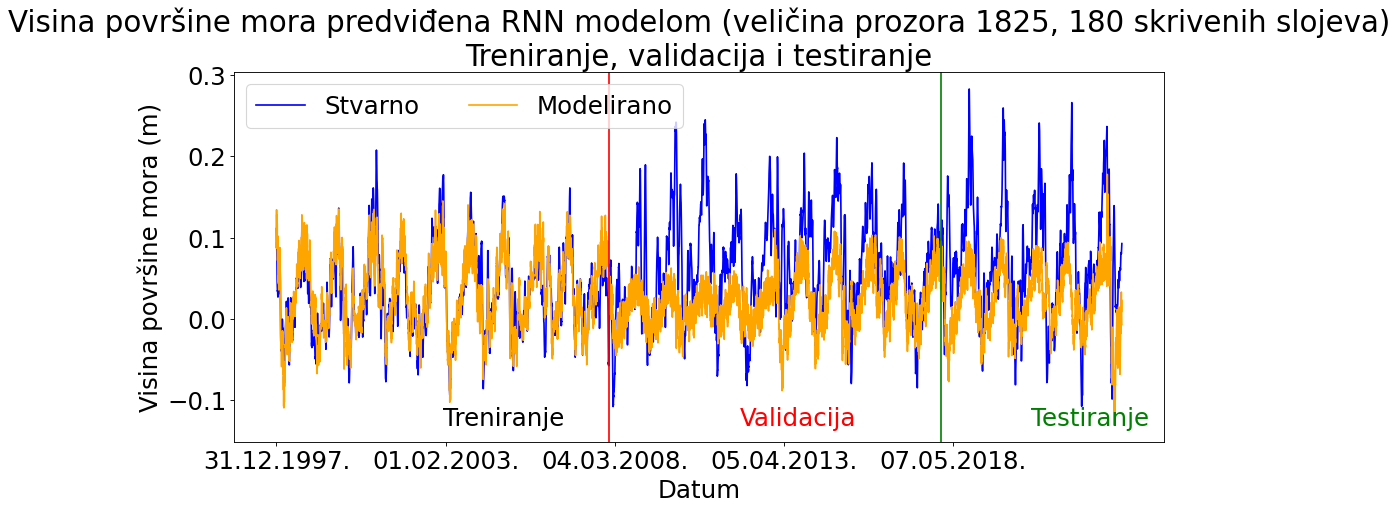 Visina površine mora predviđena RNN modelom (veličina prozora 1825, 180 skrivenih slojeva)
Treniranje, validacija i testiranje
Stvarno
Modelirano
Visina površine mora (m)
0.3
0.2
0.1
0.0
−0.1
Treniranje
Validacija
Testiranje
31.12.1997.
01.02.2003.
04.03.2008.
05.04.2013.
07.05.2018.
Datum